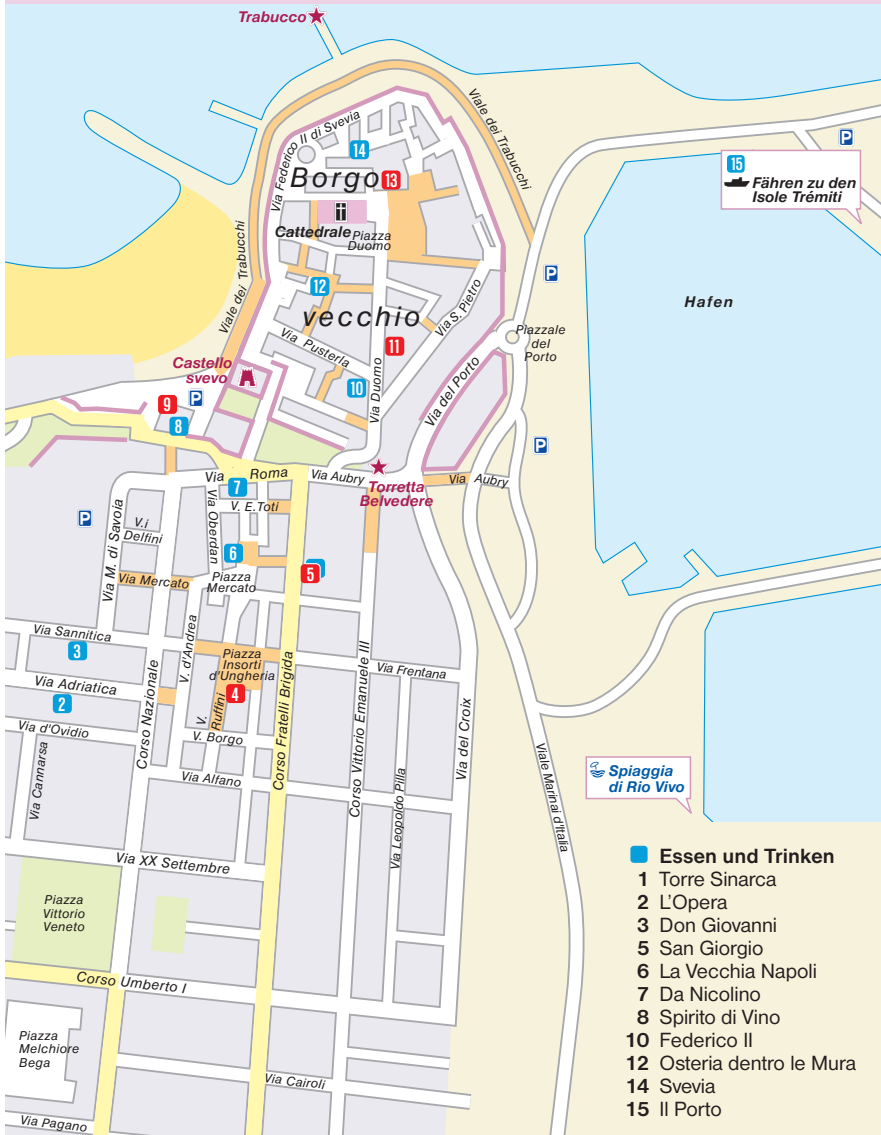 Trabucco
Viale dei Trabucchi
Via Federico II di Svevia
14
Borgo
13
P
15
Fähren zu den
Isole Trémiti
Cattedrale
Piazza
Duomo
Viale dei Trabucchi
12
vecchio
Via S. Pietro
P
Hafen
11
Via Pusterla
Piazzale
del
Porto
Castello
svevo
10
Via Duomo
Via del Porto
9
P
8
P
Via Roma
Via Aubry
Torretta
Belvedere
Via Aubry
7
V. E.Toti
Via Oberdan
P
V.i
Delfini
Via M. di Savoia
6
Piazza
Mercato
5
Via Mercato
Via Sannitica
3
V. d'Andrea
Piazza
Insorti
d'Ungheria
Via Frentana
Via Adriatica
2
4
V.
Ruffini
Corso Nazionale
Corso Fratelli Brigida
Corso Vittorio Emanuele III
Via d'Ovidio
V. Borgo
Via del Croix
Via Cannarsa
Via Alfano
Via Leopoldo Pilla
Viale Marinai d'Italia
Spiaggia
di Rio Vivo
Via XX Settembre
Piazza
Vittorio
Veneto
Corso Umberto I
Piazza
Melchiore
Bega
Via Cairoli
Via Pagano
Essen und Trinken
1 Torre Sinarca
2 L'Opera
3 Don Giovanni
5 San Giorgio
6 La Vecchia Napoli
7 Da Nicolino
8 Spirito di Vino
10 Federico II
12 Osteria dentro le Mura
14 Svevia
15 Il Porto